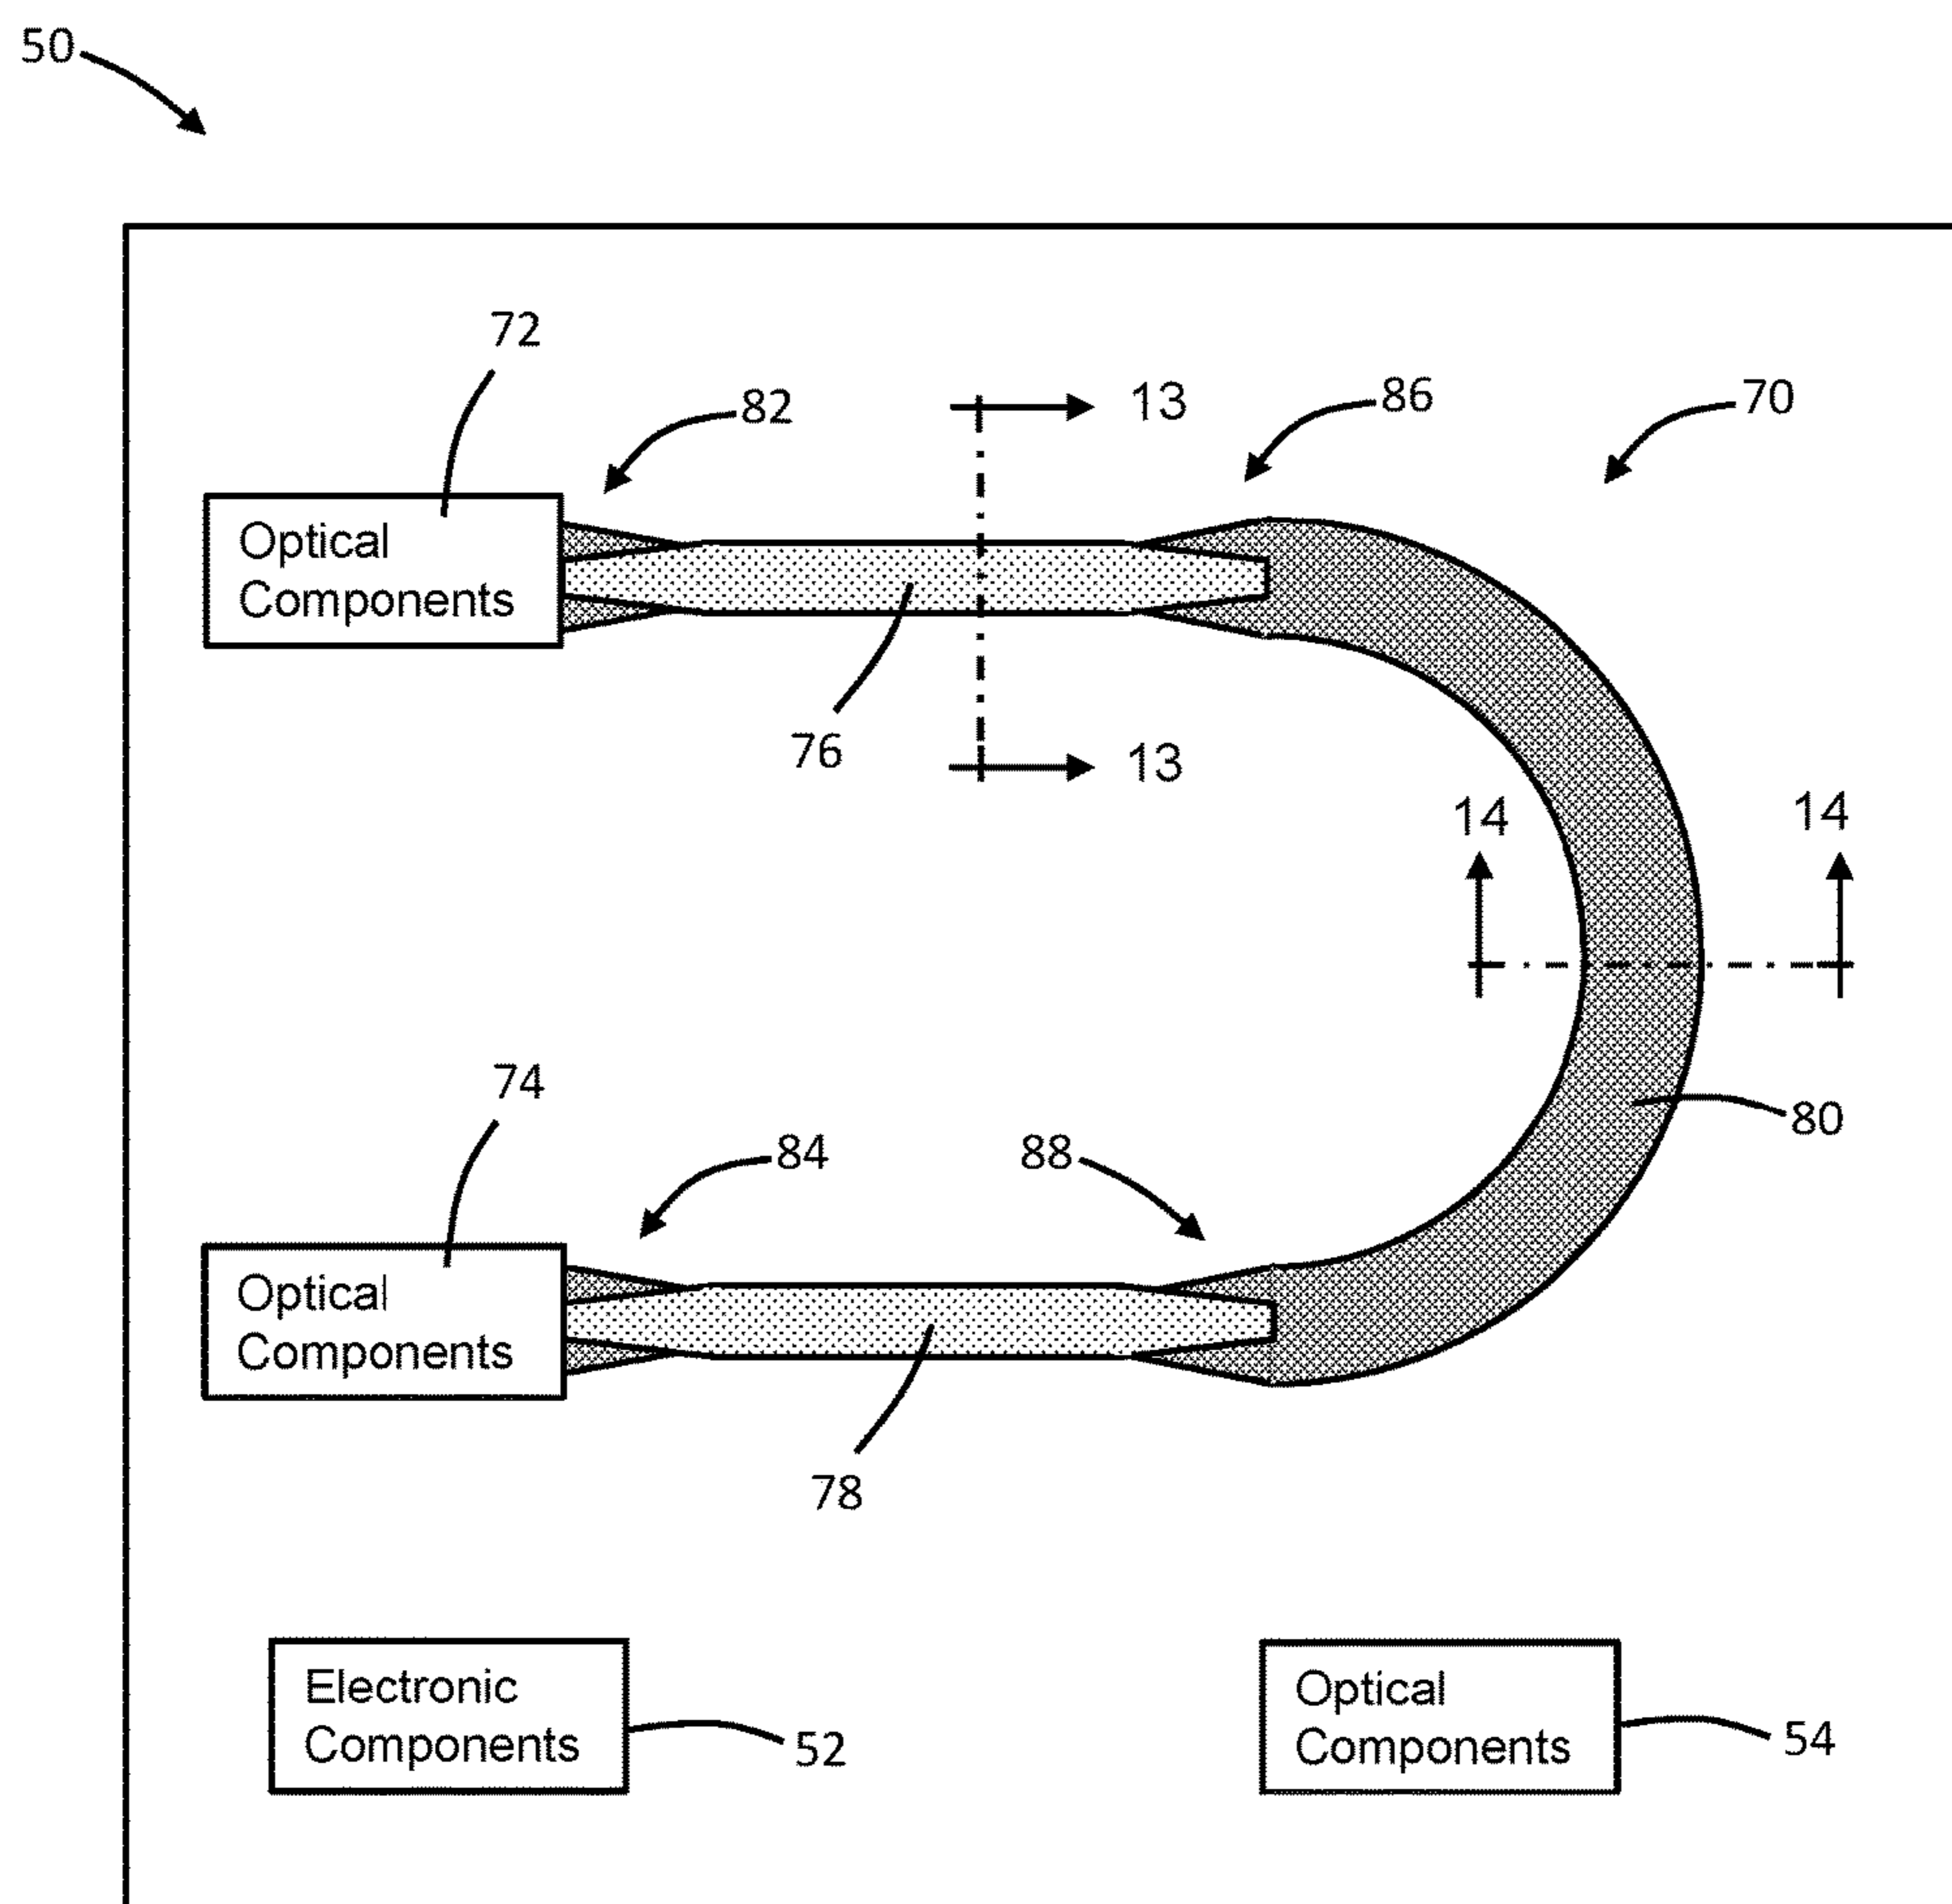 50
72
82
13
86
70
Optical
Components
76
13
14
14
74
84
88
80
Optical
Components
78
Electronic
Components
52
Optical
Components
54